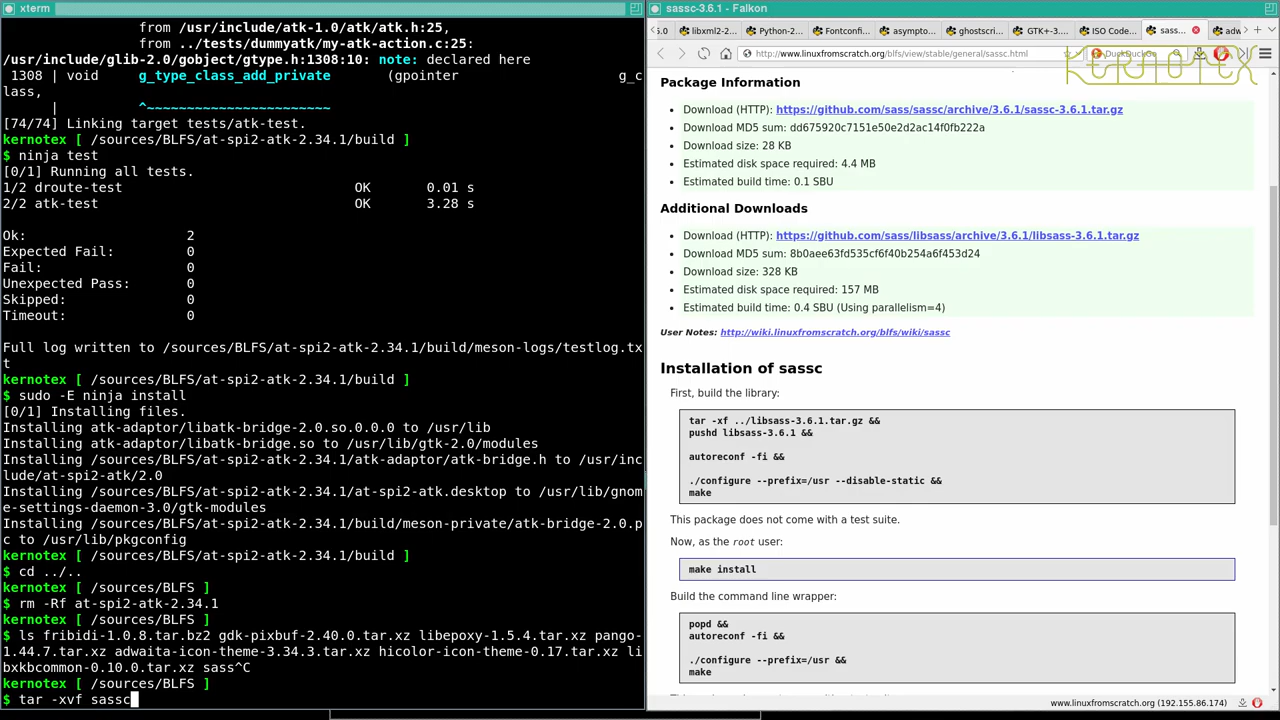 xterm
from /usr/include/atk-1.0/atk/atk.h:25,
from ../tests/dummyatk/my-atk-action.c:25:
/usr/include/glib-2.0/gobject/gtype.h:1308:10: note: declared here
1308 | void     g_type_class_add_private       (gpointer                    g_c
lass,
|          ^~~~~~~~~~~~~~~~~~~~~~~~
[74/74] Linking target tests/atk-test.
kernotex [ /sources/BLFS/at-spi2-atk-2.34.1/build ]
$ ninja test
[0/1] Running all tests.
1/2 droute-test                             OK       0.01 s
2/2 atk-test                                OK       3.28 s
Ok:                    2
Expected Fail:         0
Fail:                  0
Unexpected Pass:       0
Skipped:               0
Timeout:               0
Full log written to /sources/BLFS/at-spi2-atk-2.34.1/build/meson-logs/testlog.tx
t
kernotex [ /sources/BLFS/at-spi2-atk-2.34.1/build ]
$ sudo -E ninja install
[0/1] Installing files.
Installing atk-adaptor/libatk-bridge-2.0.so.0.0.0 to /usr/lib
Installing atk-adaptor/libatk-bridge.so to /usr/lib/gtk-2.0/modules
Installing /sources/BLFS/at-spi2-atk-2.34.1/atk-adaptor/atk-bridge.h to /usr/inc
lude/at-spi2-atk/2.0
Installing /sources/BLFS/at-spi2-atk-2.34.1/at-spi2-atk.desktop to /usr/lib/gnom
e-settings-daemon-3.0/gtk-modules
Installing /sources/BLFS/at-spi2-atk-2.34.1/build/meson-private/atk-bridge-2.0.p
c to /usr/lib/pkgconfig
kernotex [ /sources/BLFS/at-spi2-atk-2.34.1/build ]
$ cd ../..
kernotex [ /sources/BLFS ]
$ rm -Rf at-spi2-atk-2.34.1
kernotex [ /sources/BLFS ]
$ ls fribidi-1.0.8.tar.bz2 gdk-pixbuf-2.40.0.tar.xz libepoxy-1.5.4.tar.xz pango-
1.44.7.tar.xz adwaita-icon-theme-3.34.3.tar.xz hicolor-icon-theme-0.17.tar.xz li
bxkbcommon-0.10.0.tar.xz sass^C
kernotex [ /sources/BLFS ]
$ tar -xvf sassc
sassc-3.6.1 - Falkon
5.0 libxml2-2... Python-2... Fontconfi... asympto... ghostscri... GTK+-3.... ISO Code... sass... adw
http://www.linuxfromscratch.org/blfs/view/stable/general/sassc.html DuckDuckGo
KERNOTEX
Package Information
• Download (HTTP): https://github.com/sass/sassc/archive/3.6.1/sassc-3.6.1.tar.gz
• Download MD5 sum: dd675920c7151e50e2d2ac14f0fb222a
• Download size: 28 KB
• Estimated disk space required: 4.4 MB
• Estimated build time: 0.1 SBU
Additional Downloads
• Download (HTTP): https://github.com/sass/libsass/archive/3.6.1/libsass-3.6.1.tar.gz
• Download MD5 sum: 8b0aee63fd535cf6f40b254a6f453d24
• Download size: 328 KB
• Estimated disk space required: 157 MB
• Estimated build time: 0.4 SBU (Using parallelism=4)
User Notes: http://wiki.linuxfromscratch.org/blfs/wiki/sassc
Installation of sassc
First, build the library:
tar -xf ../libsass-3.6.1.tar.gz &&
pushd libsass-3.6.1 &&
autoreconf -fi &&
./configure --prefix=/usr --disable-static &&
make
This package does not come with a test suite.
Now, as the root user:
make install
Build the command line wrapper:
popd &&
autoreconf -fi &&
./configure --prefix=/usr &&
make
www.linuxfromscratch.org (192.155.86.174)